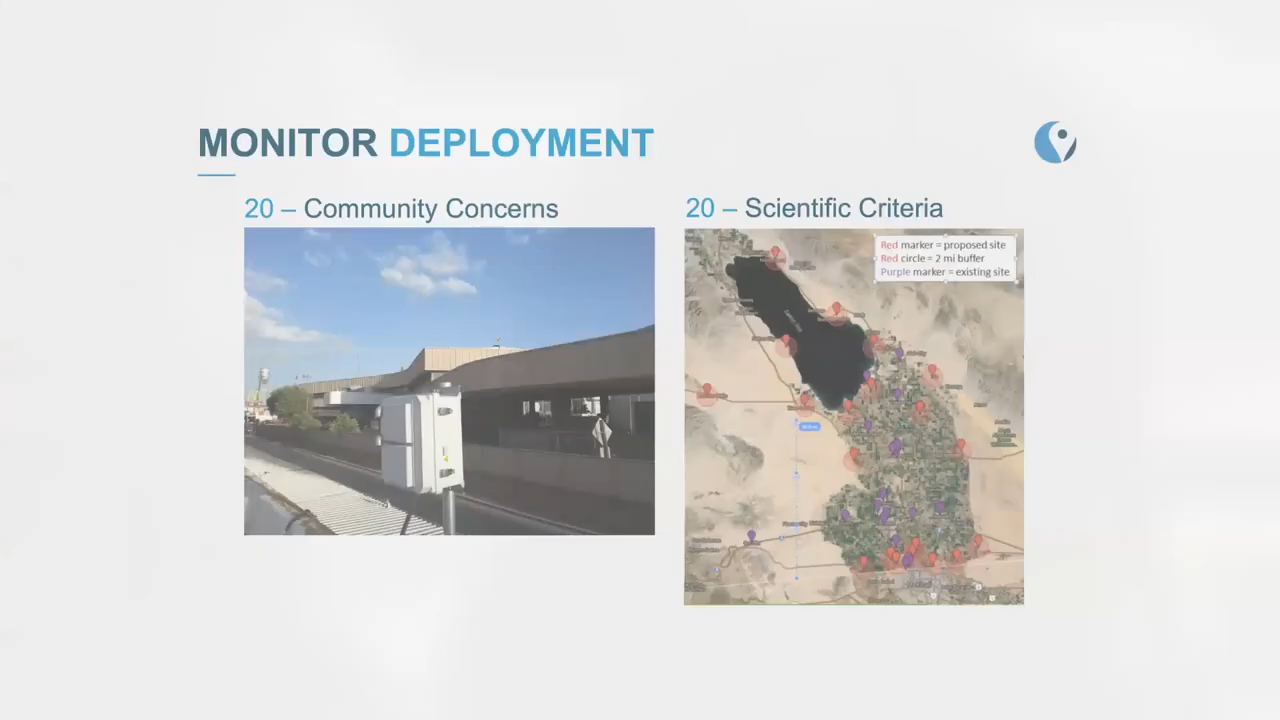 MONITOR DEPLOYMENT
20 – Community Concerns
20 – Scientific Criteria
Red marker = proposed site
Red circle = 2 mi buffer
Purple marker = existing site